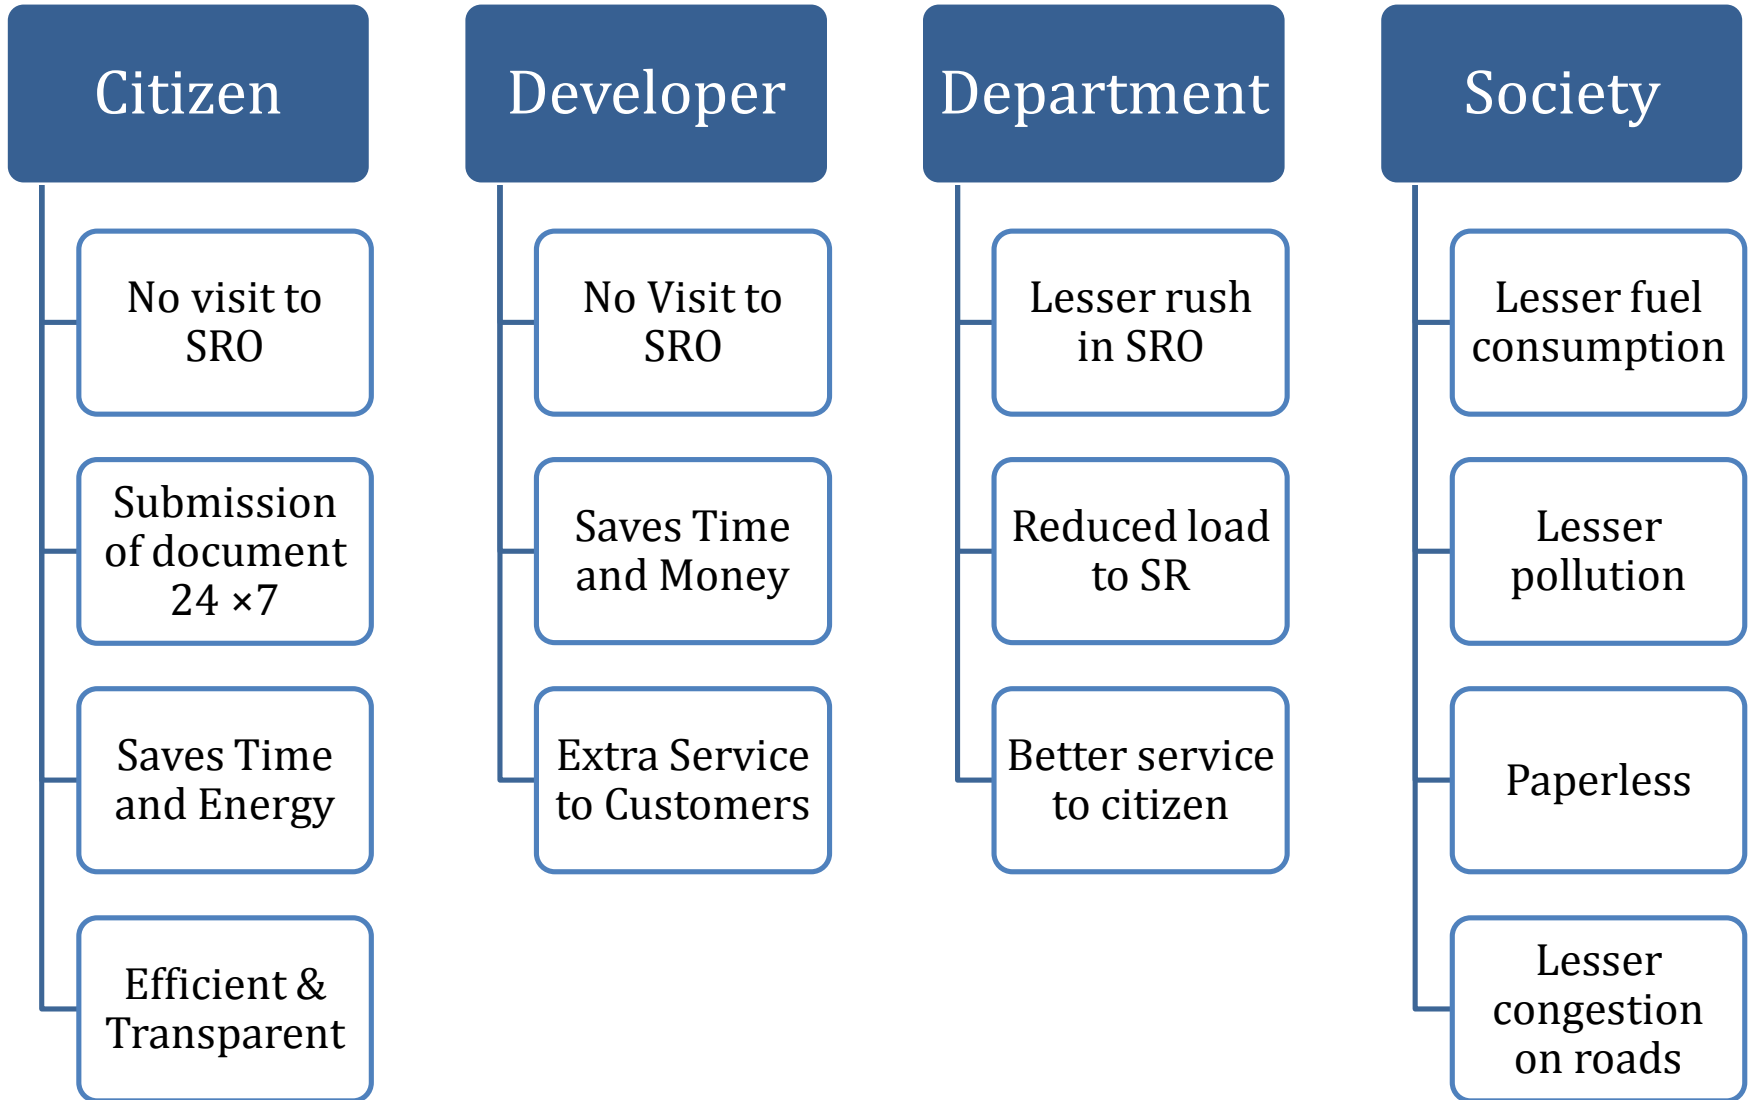 Citizen
No visit to
SRO
Submission
of document
24 ×7
Saves Time
and Energy
Efficient &
Transparent
Developer
No Visit to
SRO
Saves Time
and Money
Extra Service
to Customers
Department
Lesser rush
in SRO
Reduced load
to SR
Better service
to citizen
Society
Lesser fuel
consumption
Lesser
pollution
Paperless
Lesser
congestion
on roads